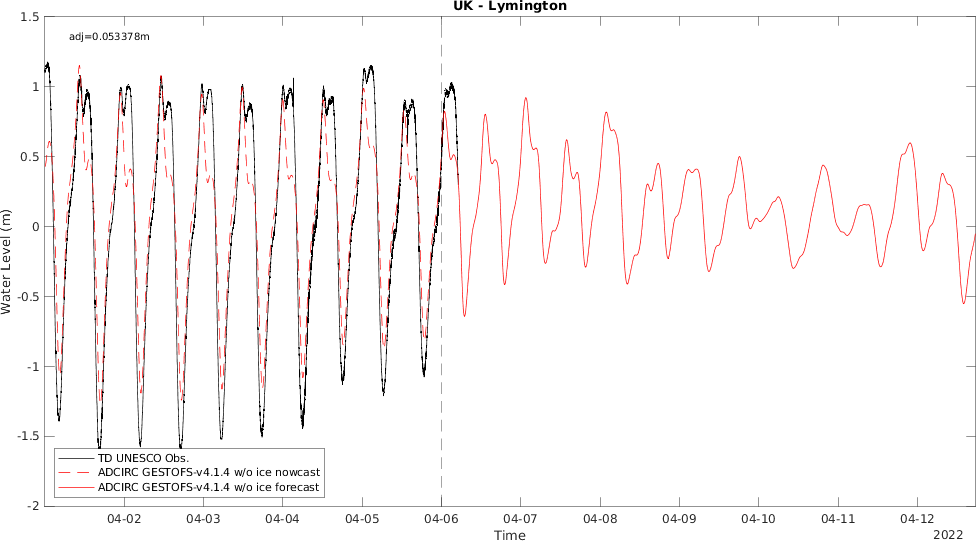 UK - Lymington
adj=0.053378m
1.5
1
0.5
0
-0.5
-1
-1.5
-2
Water Level (m)
TD UNESCO Obs.
ADCIRC GESTOFS-v4.1.4 w/o ice nowcast
ADCIRC GESTOFS-v4.1.4 w/o ice forecast
04-02 04-03 04-04 04-05 04-06 04-07 04-08 04-09 04-10 04-11 04-12
Time
2022